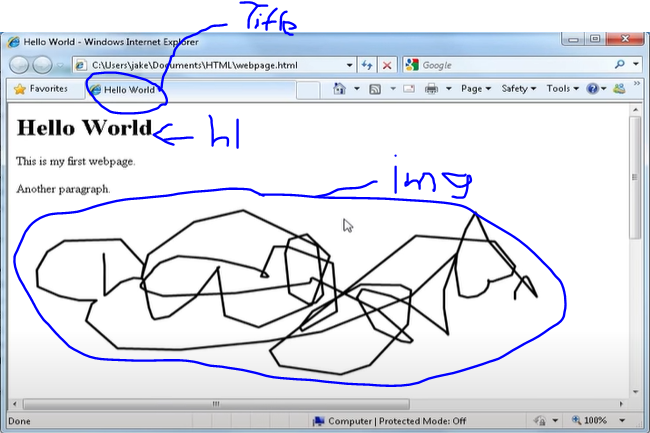 Title
Hello World - Windows Internet Explorer
C:\Users\jake\Documents\HTML\webpage.html
Google
Favorites
Hello World
Page
Safety
Tools
Hello World
h1
This is my first webpage.
img
Another paragraph.
Done
Computer | Protected Mode: Off
100%